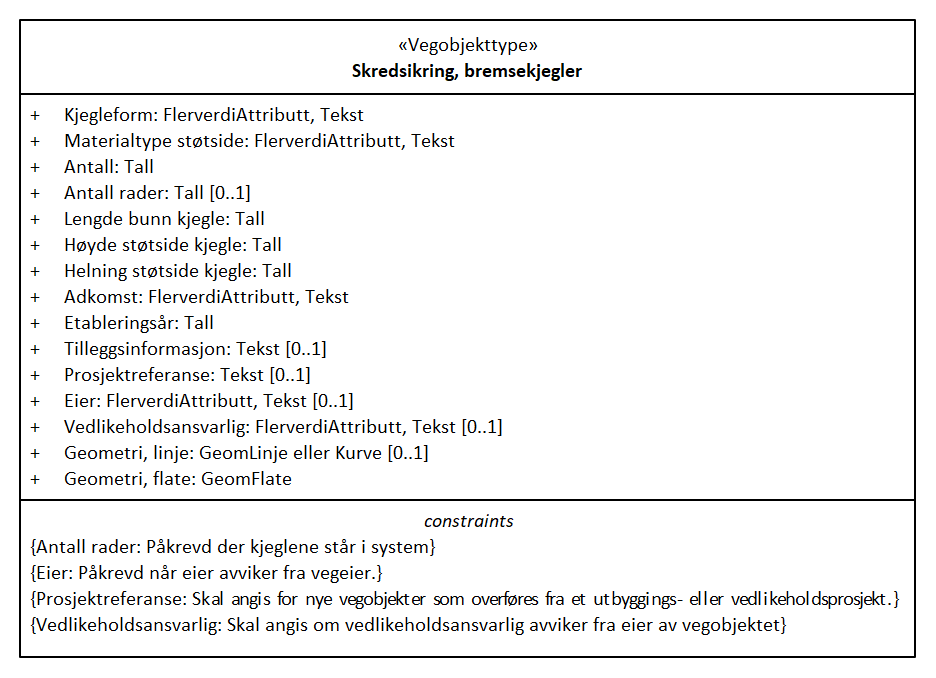 «Vegobjekttype»
Skredsikring, bremsekjegler
+ Kjegleform: FlerverdiAttributt, Tekst
+ Materialtype støtside: FlerverdiAttributt, Tekst
+ Antall: Tall
+ Antall rader: Tall [0..1]
+ Lengde bunn kjegle: Tall
+ Høyde støtside kjegle: Tall
+ Helning støtside kjegle: Tall
+ Adkomst: FlerverdiAttributt, Tekst
+ Etableringsår: Tall
+ Tilleggsinformasjon: Tekst [0..1]
+ Prosjektreferanse: Tekst [0..1]
+ Eier: FlerverdiAttributt, Tekst [0..1]
+ Vedlikeholdsansvarlig: FlerverdiAttributt, Tekst [0..1]
+ Geometri, linje: GeomLinje eller Kurve [0..1]
+ Geometri, flate: GeomFlate
constraints
{Antall rader: Påkrevd der kjeglene står i system}
{Eier: Påkrevd når eier avviker fra vegeier.}
{Prosjektreferanse: Skal angis for nye vegobjekter som overføres fra et utbyggings- eller vedlikeholdsprosjekt.}
{Vedlikeholdsansvarlig: Skal angis om vedlikeholdsansvarlig avviker fra eier av vegobjektet}